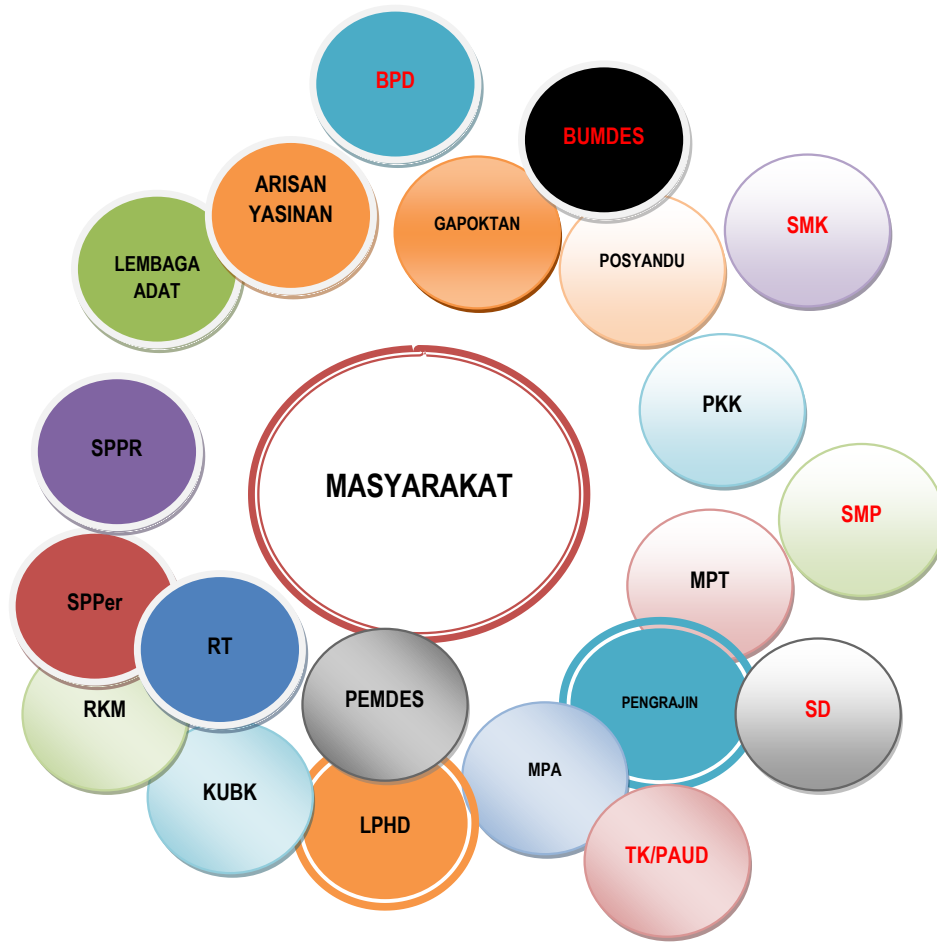 BPD
BUMDES
ARISAN
YASINAN
GAPOKTAN
SMK
LEMBAGA
ADAT
POSYANDU
PKK
SPPR
MASYARAKAT
SMP
MPT
SPPer
RT
PEMDES
PENGRAJIN
SD
RKM
KUBK
MPA
LPHD
TK/PAUD